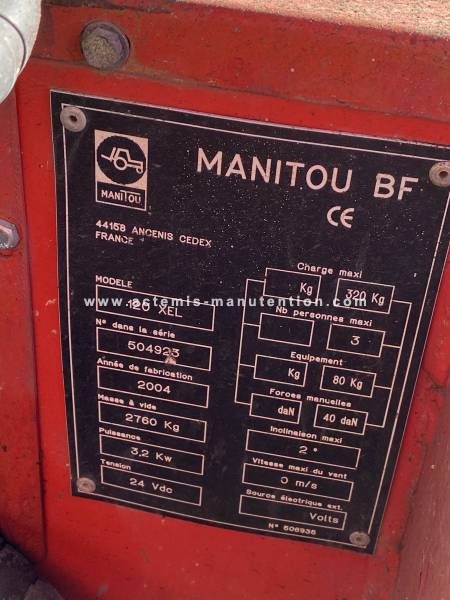 MANITOU
MANITOU BF
CE
44158 ANCENIS CEDEX
FRANCE
MODELE
120 XEL
N° dans la série
504923
Année de fabrication
2004
Masse à vide
2760 Kg
Puissance
3,2 Kw
Tension
24 Vdc
Charge maxi
Kg 320 Kg
Nb personnes maxi
3
Equipement
Kg 80 Kg
Forces manuelles
daN 40 daN
Inclinaison maxi
2°
Vitesse maxi du vent
0 m/s
Source électrique ext.
Volts
N° 506936
www.actemis-manutention.com